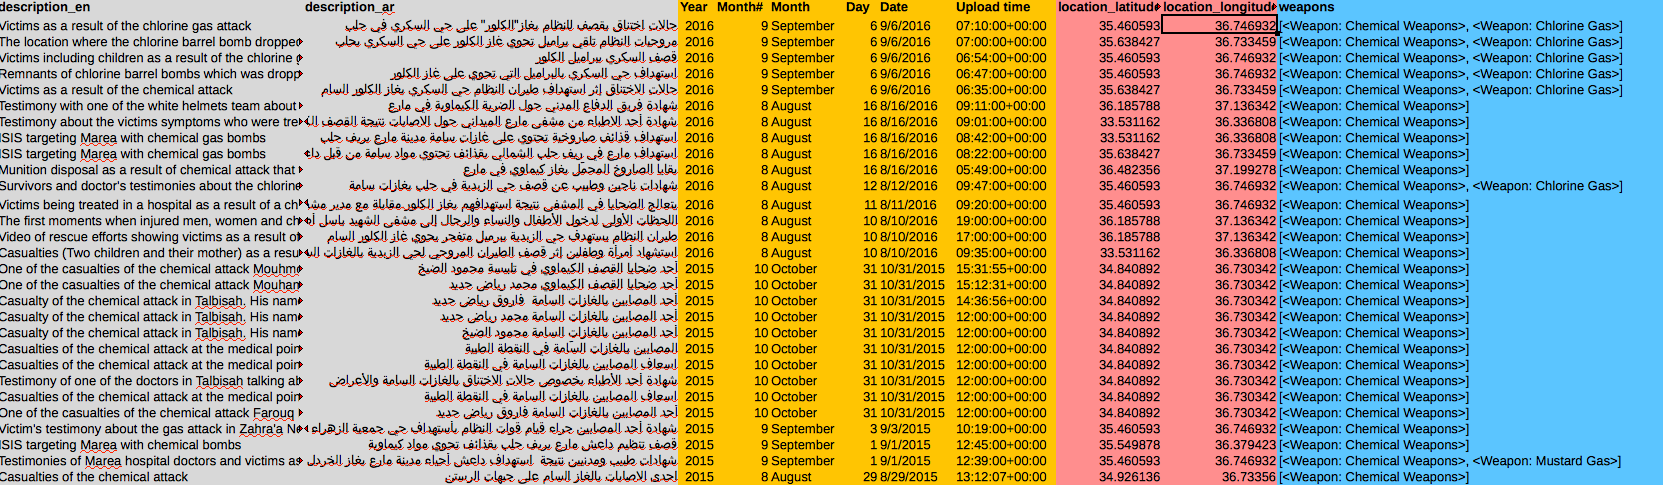 description_en description_ar Year Month# Month Day Date Upload time location_latitude location_longitud weapons
Victims as a result of the chlorine gas attack حالات إختناق بقصف للنظام بغاز"الكلور" على حي السكري في حلب 2016 9 September 6 9/6/2016 07:10:00+00:00 35.460593 36.746932 [<Weapon: Chemical Weapons>, <Weapon: Chlorine Gas>]
The location where the chlorine barrel bomb dropped مروحيات النظام تلقي براميل تحوي غاز الكلور على حي السكري بحلب 2016 9 September 6 9/6/2016 07:00:00+00:00 35.638427 36.733459 [<Weapon: Chemical Weapons>, <Weapon: Chlorine Gas>]
Victims including children as a result of the chlorine قصف السكري ببراميل الكلور 2016 9 September 6 9/6/2016 06:54:00+00:00 35.460593 36.746932 [<Weapon: Chemical Weapons>, <Weapon: Chlorine Gas>]
Remnants of chlorine barrel bombs which was dropp استهداف حي السكري بالبراميل التي تحوي على غاز الكلور 2016 9 September 6 9/6/2016 06:47:00+00:00 35.460593 36.746932 [<Weapon: Chemical Weapons>, <Weapon: Chlorine Gas>]
Victims as a result of the chemical attack حالات الاختناق إثر استهداف طيران النظام حي السكري بغاز الكلور السام 2016 9 September 6 9/6/2016 06:35:00+00:00 35.638427 36.733459 [<Weapon: Chemical Weapons>, <Weapon: Chlorine Gas>]
Testimony with one of the white helmets team about شهادة فريق الدفاع المدني حول الضربة الكيماوية في مارع 2016 8 August 16 8/16/2016 09:11:00+00:00 36.185788 37.136342 [<Weapon: Chemical Weapons>]
Testimony about the victims symptoms who were tre شهادة أحد الاطباء من مشفى مارع الميداني حول الاصابات نتيجة القصف 2016 8 August 16 8/16/2016 09:01:00+00:00 33.531162 36.336808 [<Weapon: Chemical Weapons>]
ISIS targeting Marea with chemical gas bombs استهداف قذائف صاروخية تحتوي على غازات سامة مدينة مارع بريف حلب 2016 8 August 16 8/16/2016 08:42:00+00:00 33.531162 36.336808 [<Weapon: Chemical Weapons>]
ISIS targeting Marea with chemical gas bombs استهداف مارع في ريف حلب الشمالي بقذائف تحتوي مواد سامة من قبل 2016 8 August 16 8/16/2016 08:22:00+00:00 35.638427 36.733459 [<Weapon: Chemical Weapons>]
Munition disposal as a result of chemical attack that بقايا الصاروخ المحمل بغاز كيماوي في مارع 2016 8 August 16 8/16/2016 05:49:00+00:00 36.482356 37.199278 [<Weapon: Chemical Weapons>]
Survivors and doctor's testimonies about the chlorine شهادات ناجين وطبيب عن قصف حي الزبدية في حلب بغازات سامة 2016 8 August 12 8/12/2016 09:47:00+00:00 35.460593 36.746932 [<Weapon: Chemical Weapons>, <Weapon: Chlorine Gas>]
Victims being treated in a hospital as a result of a ch يتعالج الضحايا في المشفى نتيجة استهدافهم بغاز الكلور مقابلة مع مدير 2016 8 August 11 8/11/2016 09:20:00+00:00 35.460593 36.746932 [<Weapon: Chemical Weapons>]
The first moments when injured men, women and ch اللحظات الأولى لدخول الأطفال والنساء والرجال إلى مشفى الشهيد باسل 2016 8 August 10 8/10/2016 19:00:00+00:00 36.185788 37.136342 [<Weapon: Chemical Weapons>]
Video of rescue efforts showing victims as a result of طيران النظام يستهدف حي الزبدية ببرميل متفجر يحوي غاز الكلور السام 2016 8 August 10 8/10/2016 17:00:00+00:00 36.185788 37.136342 [<Weapon: Chemical Weapons>]
Casualties (Two children and their mother) as a resu استشهاد امرأة وطفلين إثر قصف الطيران المروحي لحي الزبدية بالغازات 2016 8 August 10 8/10/2016 09:35:00+00:00 33.531162 36.336808 [<Weapon: Chemical Weapons>]
One of the casualties of the chemical attack Mouhm أحد ضحايا القصف الكيماوي في تلبيسة محمود الضيخ 2015 10 October 31 10/31/2015 15:31:55+00:00 34.840892 36.730342 [<Weapon: Chemical Weapons>]
One of the casualties of the chemical attack Mouhan أحد ضحايا القصف الكيماوي محمد رياض حديد 2015 10 October 31 10/31/2015 15:12:31+00:00 34.840892 36.730342 [<Weapon: Chemical Weapons>]
Casualty of the chemical attack in Talbisah. His nam أحد المصابين بالغازات السامة فاروق رياض حديد 2015 10 October 31 10/31/2015 14:36:56+00:00 34.840892 36.730342 [<Weapon: Chemical Weapons>]
Casualty of the chemical attack in Talbisah. His nam أحد المصابين بالغازات السامة محمد رياض حديد 2015 10 October 31 10/31/2015 12:00:00+00:00 34.840892 36.730342 [<Weapon: Chemical Weapons>]
Casualty of the chemical attack in Talbisah. His nam أحد المصابين بالغازات السامة محمود الضيخ 2015 10 October 31 10/31/2015 12:00:00+00:00 34.840892 36.730342 [<Weapon: Chemical Weapons>]
Casualties of the chemical attack at the medical poin المصابين بالغازات السامة في النقطة الطبية 2015 10 October 31 10/31/2015 12:00:00+00:00 34.840892 36.730342 [<Weapon: Chemical Weapons>]
Casualties of the chemical attack at the medical poin اسعاف المصابين بالغازات السامة في النقطة الطبية 2015 10 October 31 10/31/2015 12:00:00+00:00 34.840892 36.730342 [<Weapon: Chemical Weapons>]
Testimony of one of the doctors in Talbisah talking ab شهادة أحد الأطباء بخصوص حالات الاختناق بالغازات السامة والأعراض 2015 10 October 31 10/31/2015 12:00:00+00:00 34.840892 36.730342 [<Weapon: Chemical Weapons>]
Casualties of the chemical attack at the medical poin اسعاف المصابين بالغازات السامة في النقطة الطبية 2015 10 October 31 10/31/2015 12:00:00+00:00 34.840892 36.730342 [<Weapon: Chemical Weapons>]
One of the casualties of the chemical attack Farouq أحد المصابين بالغازات السامة فاروق رياض حديد 2015 10 October 31 10/31/2015 12:00:00+00:00 34.840892 36.730342 [<Weapon: Chemical Weapons>]
Victim's testimony about the gas attack in Zahra'a N شهادة أحد المصابين جراء قيام قوات النظام بأستهداف حي جمعية الزهراء 2015 9 September 3 9/3/2015 10:19:00+00:00 35.460593 36.746932 [<Weapon: Chemical Weapons>]
ISIS targeting Marea with chemical bombs قصف تنظيم داعش مارع بريف حلب بقذائف تحوي مواد كيماوية 2015 9 September 1 9/1/2015 12:45:00+00:00 35.549878 36.379423 [<Weapon: Chemical Weapons>]
Testimonies of Marea hospital doctors and victims as شهادات طبيب ومدنيين نتيجة استهداف داعش أحياء مدينة مارع بغاز الخردل 2015 9 September 1 9/1/2015 12:39:00+00:00 35.460593 36.746932 [<Weapon: Chemical Weapons>, <Weapon: Mustard Gas>]
Casualties of the chemical attack إحدى الاصابات بالغاز السام على جبهات الرستن 2015 8 August 29 8/29/2015 13:12:07+00:00 34.926136 36.73356 [<Weapon: Chemical Weapons>]